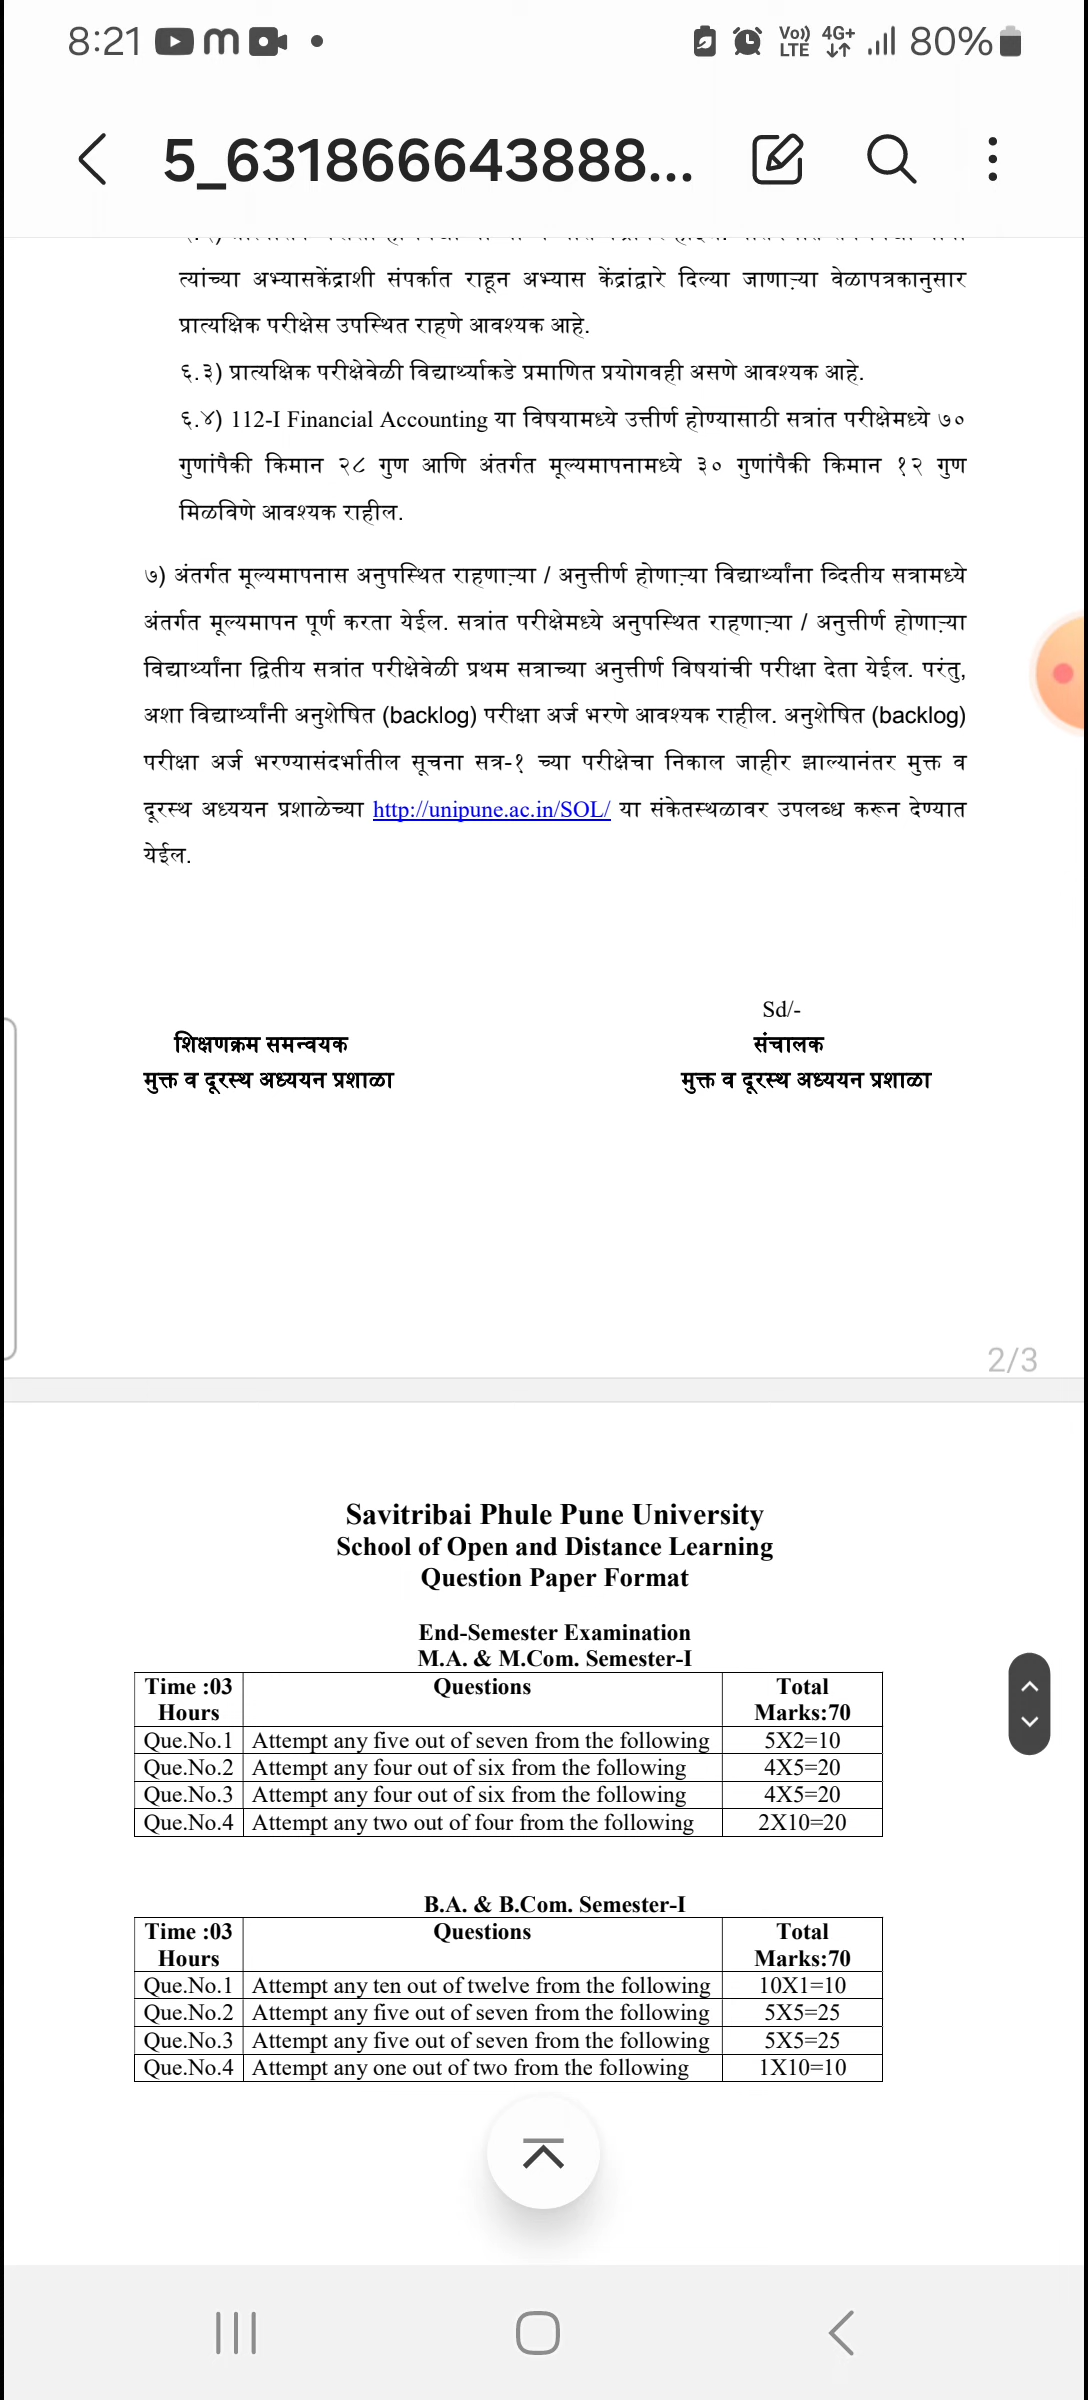 8:21
Vo)) LTE 4G+ 80%
5_631866643888...
त्यांच्या अभ्यासकेंद्राशी संपर्कात राहून अभ्यास केंद्रांद्वारे दिल्या जाणाऱ्या वेळापत्रकानुसार
प्रात्यक्षिक परीक्षेस उपस्थित राहणे आवश्यक आहे.
६.३) प्रात्यक्षिक परीक्षेवेळी विद्यार्थ्याकडे प्रमाणित प्रयोगवही असणे आवश्यक आहे.
६.४) 112-I Financial Accounting या विषयामध्ये उत्तीर्ण होण्यासाठी सत्रांत परीक्षेमध्ये ७०
गुणांपैकी किमान २८ गुण आणि अंतर्गत मूल्यमापनामध्ये ३० गुणांपैकी किमान १२ गुण
मिळविणे आवश्यक राहील.
७) अंतर्गत मूल्यमापनास अनुपस्थित राहणाऱ्या / अनुत्तीर्ण होणाऱ्या विद्यार्थ्यांना व्दितीय सत्रामध्ये
अंतर्गत मूल्यमापन पूर्ण करता येईल. सत्रांत परीक्षेमध्ये अनुपस्थित राहणाऱ्या / अनुत्तीर्ण होणाऱ्या
विद्यार्थ्यांना द्वितीय सत्रांत परीक्षेवेळी प्रथम सत्राच्या अनुत्तीर्ण विषयांची परीक्षा देता येईल. परंतु,
अशा विद्यार्थ्यांनी अनुशेषित (backlog) परीक्षा अर्ज भरणे आवश्यक राहील. अनुशेषित (backlog)
परीक्षा अर्ज भरण्यासंदर्भातील सूचना सत्र-१ च्या परीक्षेचा निकाल जाहीर झाल्यानंतर मुक्त व
दूरस्थ अध्ययन प्रशाळेच्या http://unipune.ac.in/SOL/ या संकेतस्थळावर उपलब्ध करून देण्यात
येईल.
Sd/-
शिक्षणक्रम समन्वयक संचालक
मुक्त व दूरस्थ अध्ययन प्रशाळा मुक्त व दूरस्थ अध्ययन प्रशाळा
2/3
Savitribai Phule Pune University
School of Open and Distance Learning
Question Paper Format
End-Semester Examination
M.A. & M.Com. Semester-I
Time :03 Questions Total
Hours Marks:70
Que.No.1 Attempt any five out of seven from the following 5X2=10
Que.No.2 Attempt any four out of six from the following 4X5=20
Que.No.3 Attempt any four out of six from the following 4X5=20
Que.No.4 Attempt any two out of four from the following 2X10=20
B.A. & B.Com. Semester-I
Time :03 Questions Total
Hours Marks:70
Que.No.1 Attempt any ten out of twelve from the following 10X1=10
Que.No.2 Attempt any five out of seven from the following 5X5=25
Que.No.3 Attempt any five out of seven from the following 5X5=25
Que.No.4 Attempt any one out of two from the following 1X10=10